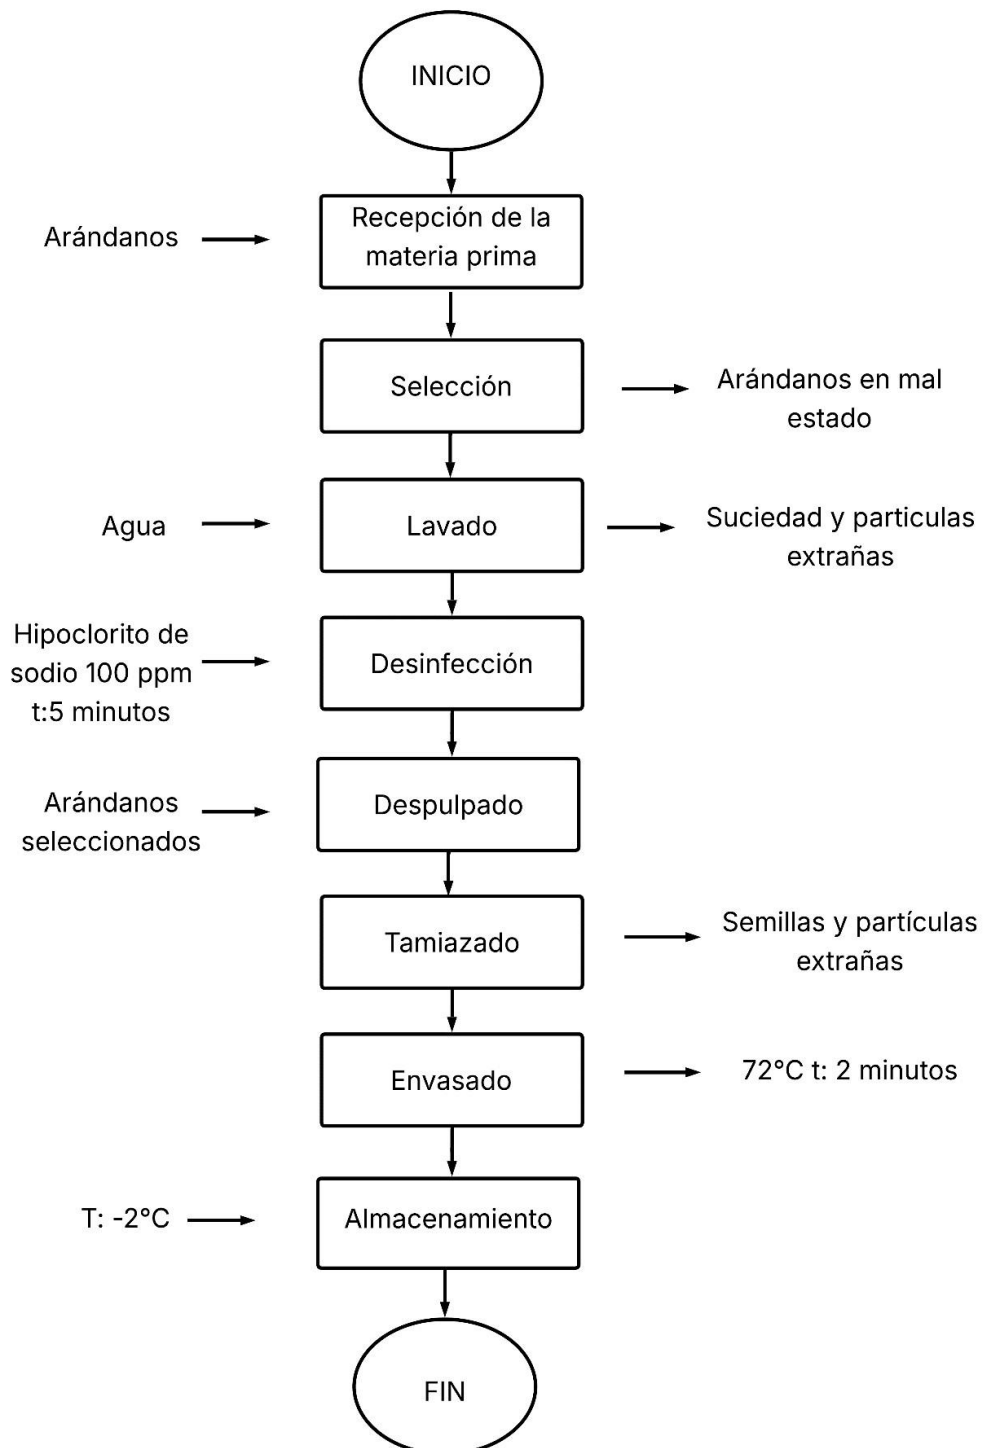 INICIO
Arándanos
Recepción de la
materia prima
Selección
Arándanos en mal
estado
Agua
Lavado
Suciedad y particulas
extrañas
Hipoclorito de
sodio 100 ppm
t:5 minutos
Desinfección
Arándanos
seleccionados
Despulpado
Tamiazado
Semillas y partículas
extrañas
Envasado
72°C t: 2 minutos
T: -2°C
Almacenamiento
FIN